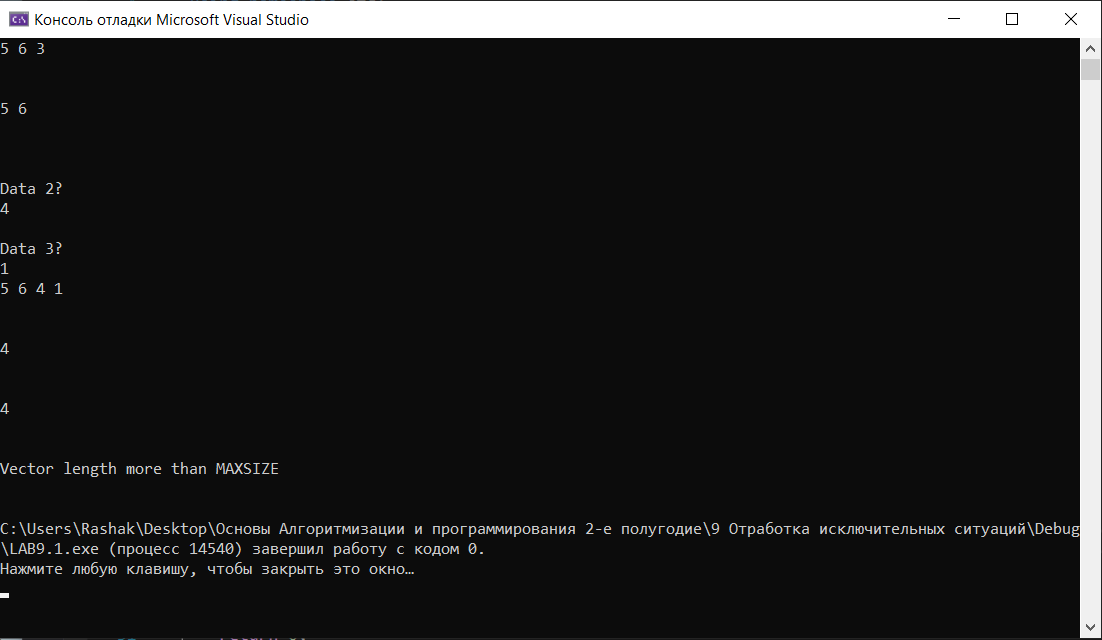 Консоль отладки Microsoft Visual Studio
5 6 3
5 6
Data 2?
4
Data 3?
1
5 6 4 1
4
4
Vector length more than MAXSIZE
C:\Users\Rashak\Desktop\Основы Алгоритмизации и программирования 2-е полугодие\9 Отработка исключительных ситуаций\Debug
\LAB9.1.exe (процесс 14540) завершил работу с кодом 0.
Нажмите любую клавишу, чтобы закрыть это окно…